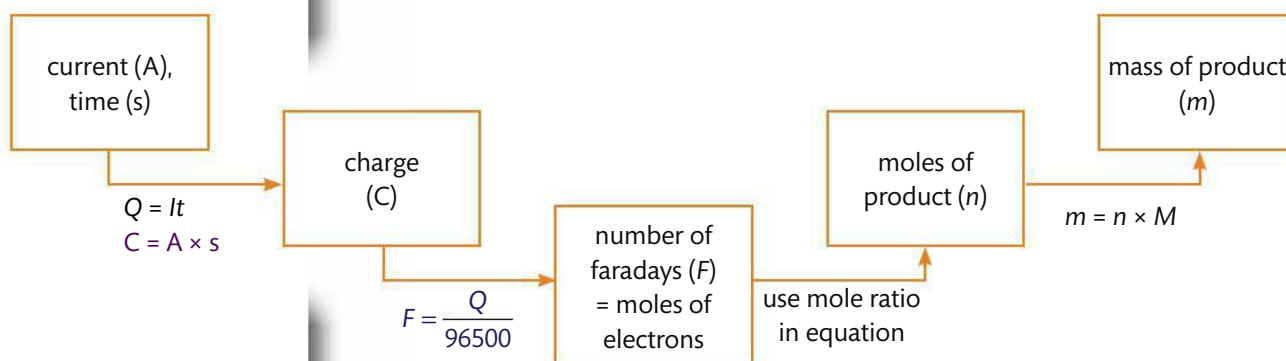 current (A),
time (s)
Q = It
C = A × s
charge
(C)
F = Q/96500
number of
faradays (F)
= moles of
electrons
use mole ratio
in equation
moles of
product (n)
m = n × M
mass of product
(m)